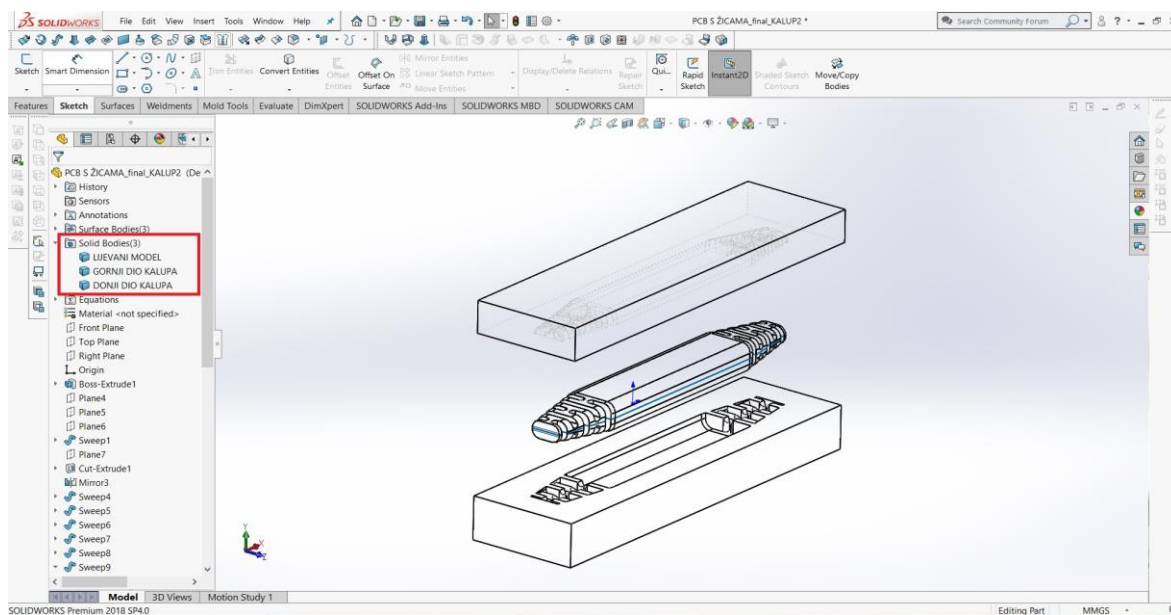 SOLIDWORKS File Edit View Insert Tools Window Help PCB S ŽICAMA_final_KALUP2 * Search Community Forum
Sketch Smart Dimension Trim Entities Convert Entities Offset Entities Offset On Surface Mirror Entities Linear Sketch Pattern Move Entities Display/Delete Relations Repair Sketch Qui... Rapid Sketch Instant2D Shaded Sketch Contours Move/Copy Bodies
Features Sketch Surfaces Weldments Mold Tools Evaluate DimXpert SOLIDWORKS Add-Ins SOLIDWORKS MBD SOLIDWORKS CAM
PCB S ŽICAMA_final_KALUP2 (De
History
Sensors
Annotations
Surface Bodies(3)
Solid Bodies(3)
LIJEVANI MODEL
GORNJI DIO KALUPA
DONJI DIO KALUPA
Equations
Material <not specified>
Front Plane
Top Plane
Right Plane
Origin
Boss-Extrude1
Plane4
Plane5
Plane6
Sweep1
Plane7
Cut-Extrude1
Mirror3
Sweep4
Sweep5
Sweep6
Sweep7
Sweep8
Sweep9
Y
X
Z
Model 3D Views Motion Study 1
SOLIDWORKS Premium 2018 SP4.0 Editing Part MMGS